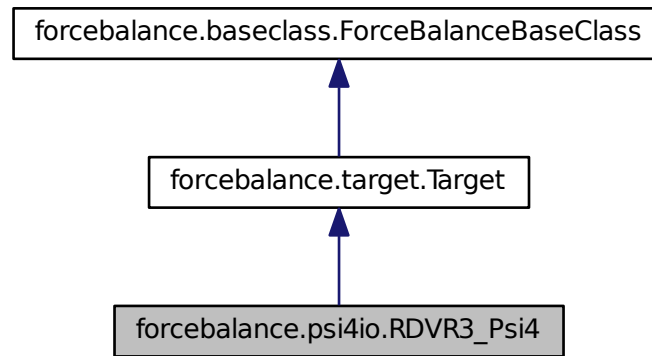 forcebalance.baseclass.ForceBalanceBaseClass
forcebalance.target.Target
forcebalance.psi4io.RDVR3_Psi4